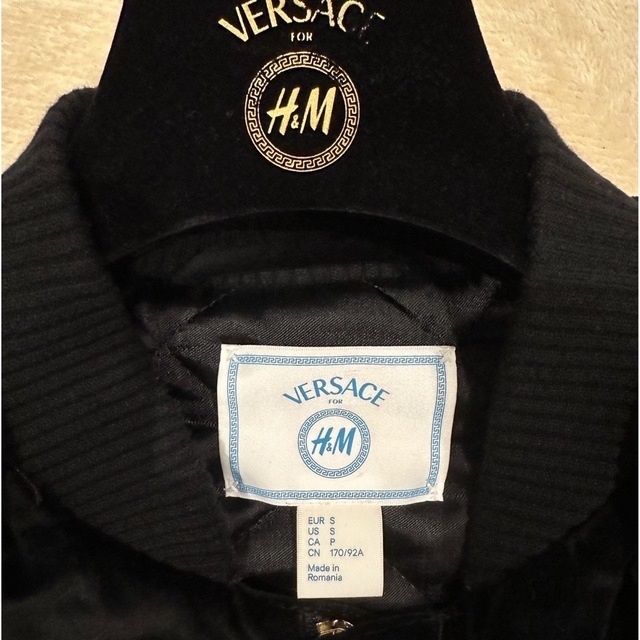 VERSACE
FOR
H&M
VERSACE
FOR
H&M
EUR S
US S
CA P
CN 170/92A
Made in
Romania